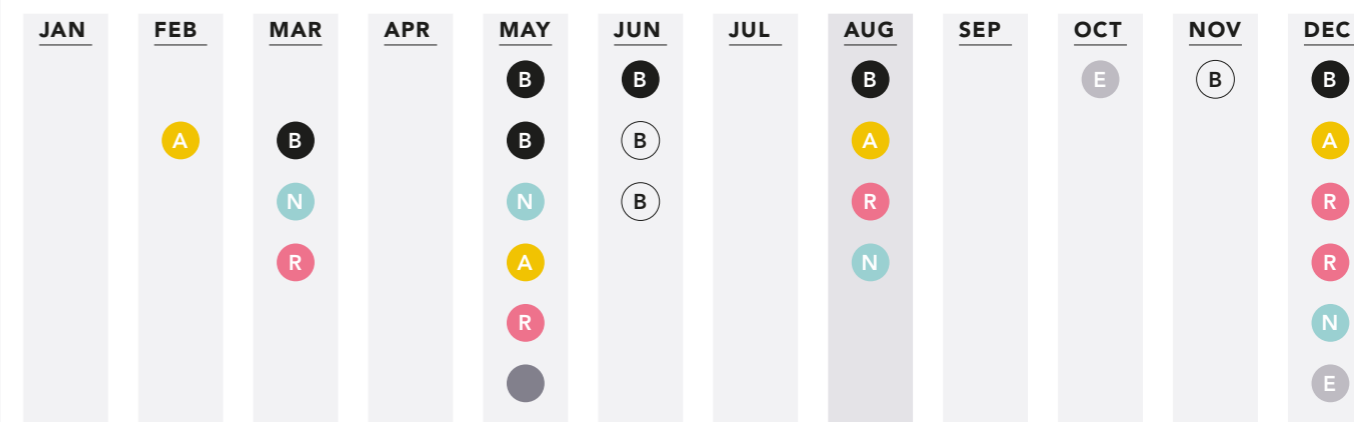 JAN FEB MAR APR MAY JUN JUL AUG SEP OCT NOV DEC
B B B E B B
A B B B A A
N N B R R
R A N R
R N
E